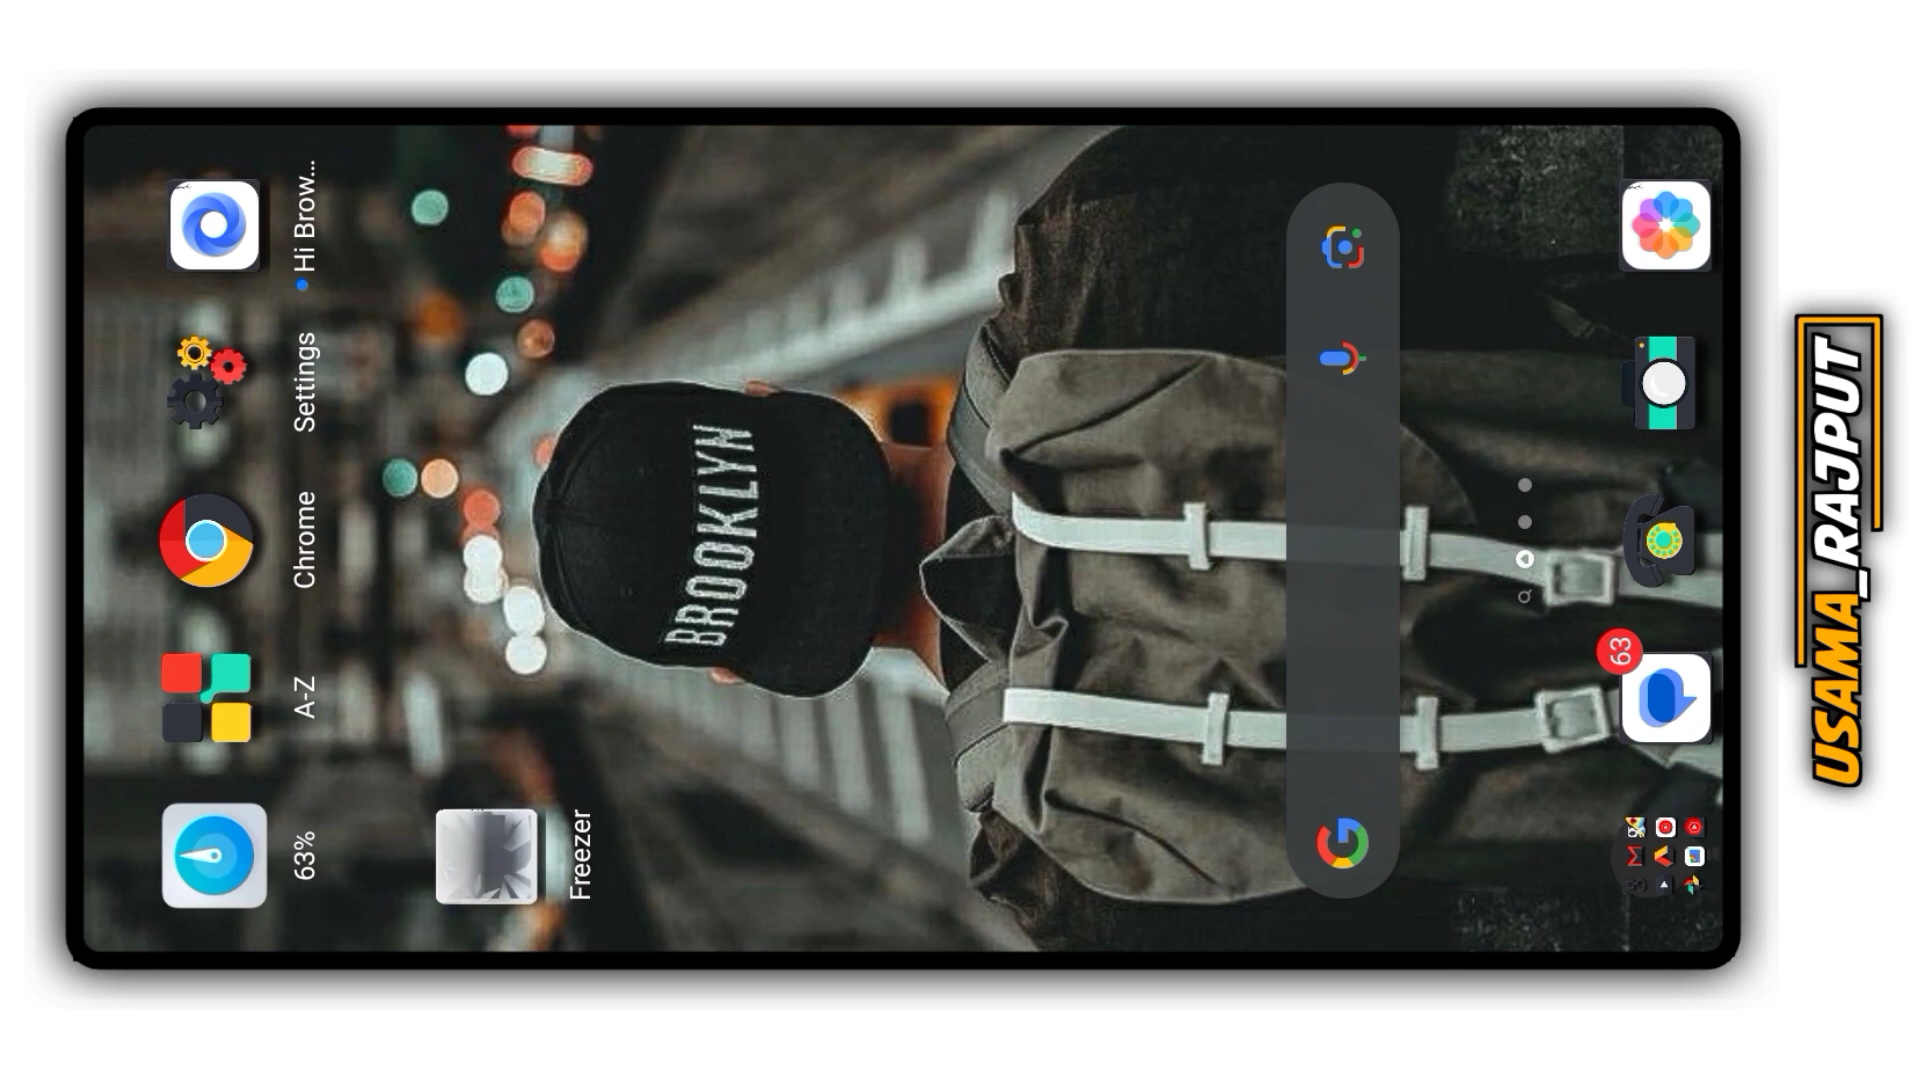 63%
A-Z
Chrome
Settings
Hi Brow...
Freezer
BROOKLYN
63
USAMA_RAJPUT